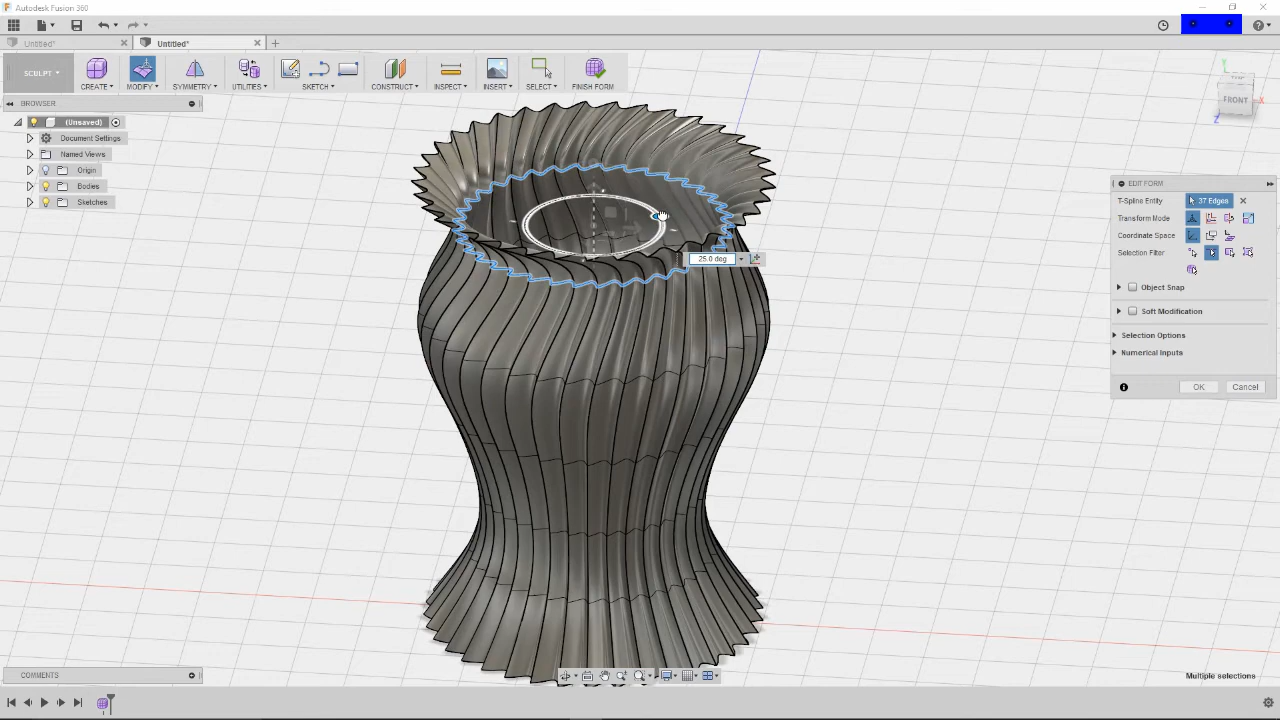 Autodesk Fusion 360
Untitled*
Untitled*
SCULPT
CREATE
MODIFY
SYMMETRY
UTILITIES
SKETCH
CONSTRUCT
INSPECT
INSERT
SELECT
FINISH FORM
BROWSER
(Unsaved)
Document Settings
Named Views
Origin
Bodies
Sketches
TOP
FRONT
Y
X
Z
EDIT FORM
T-Spline Entity 37 Edges
Transform Mode
Coordinate Space
Selection Filter
Object Snap
Soft Modification
Selection Options
Numerical Inputs
OK Cancel
25.0 deg
COMMENTS
Multiple selections